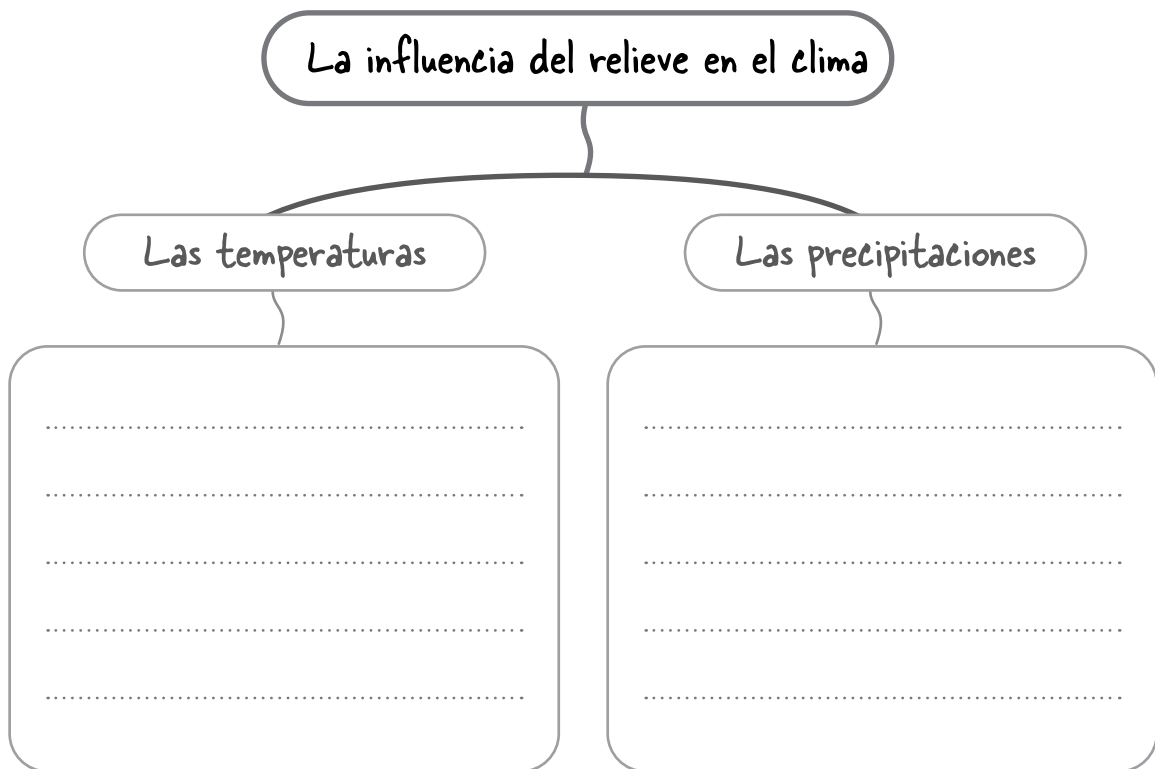 La influencia del relieve en el clima
Las temperaturas
Las precipitaciones